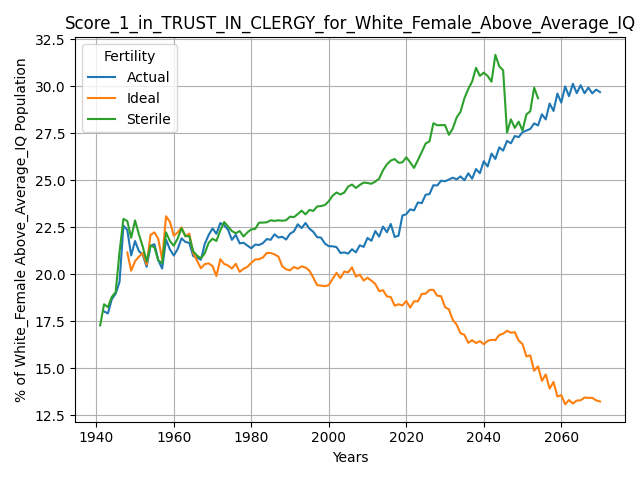 Score_1_in_TRUST_IN_CLERGY_for_White_Female_Above_Average_IQ
% of White_Female Above_Average_IQ Population
32.5
30.0
27.5
25.0
22.5
20.0
17.5
15.0
12.5
Fertility
Actual
Ideal
Sterile
1940 1960 1980 2000 2020 2040 2060
Years